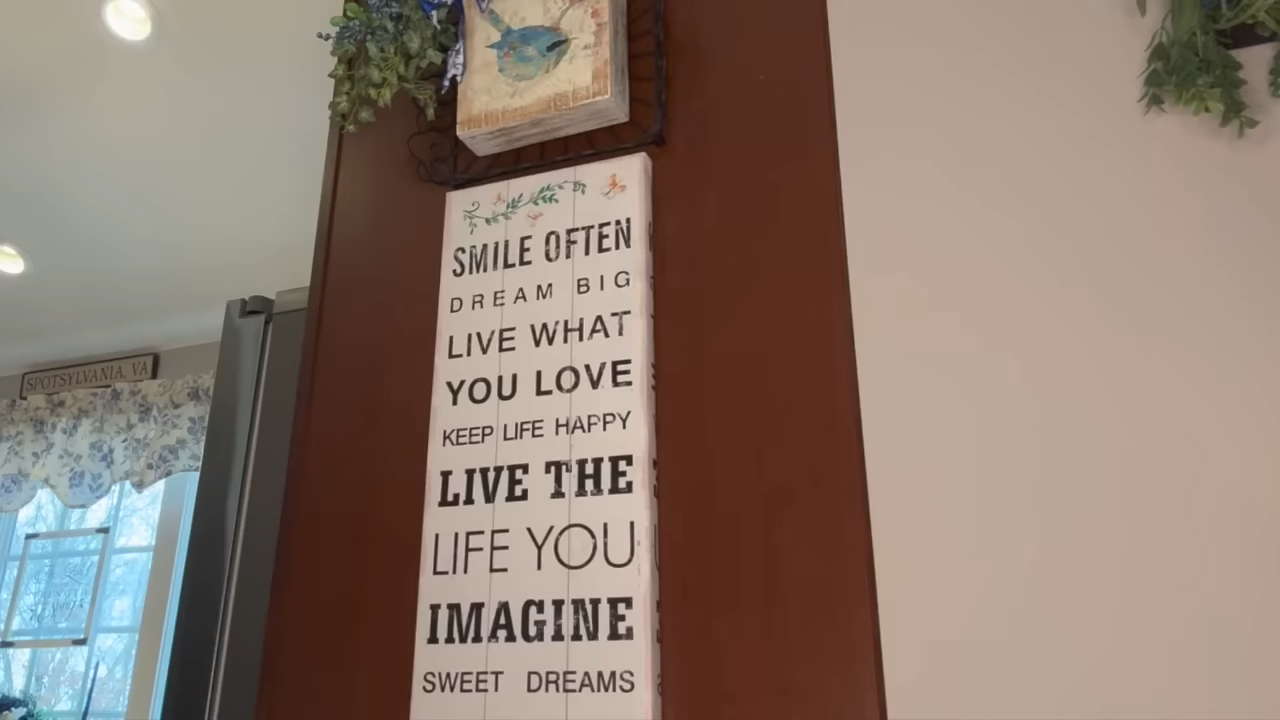 SMILE OFTEN
DREAM BIG
LIVE WHAT
YOU LOVE
KEEP LIFE HAPPY
LIVE THE
LIFE YOU
IMAGINE
SWEET DREAMS
SPOTSYLVANIA, VA